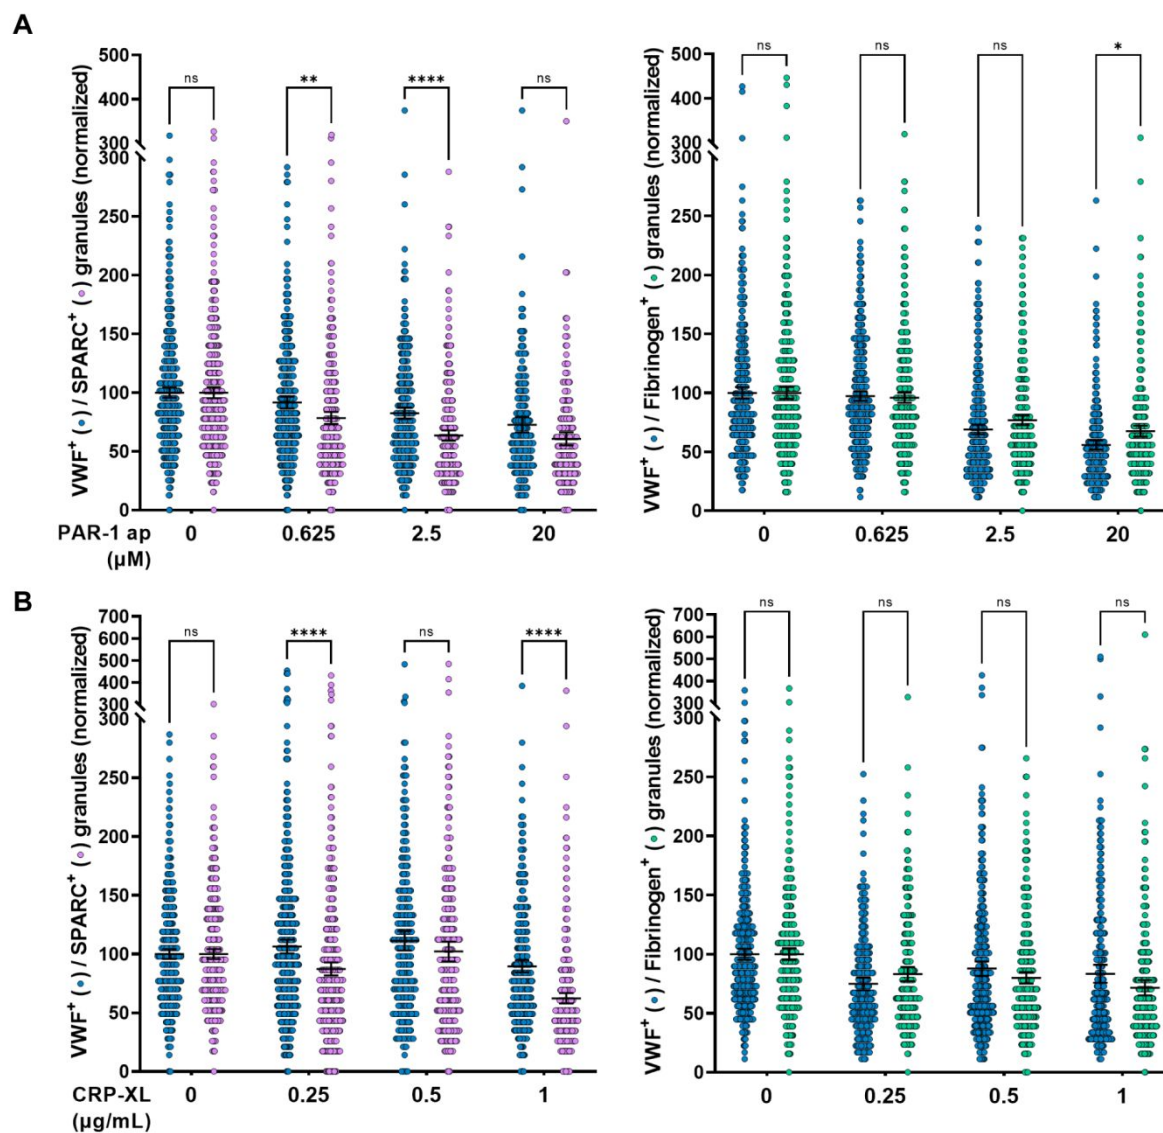 A
VWF⁺ ( ) / SPARC⁺ ( ) granules (normalized)
500
400
300
300
250
200
150
100
50
0
ns
**
****
ns
PAR-1 ap
(µM)
0 0.625 2.5 20
VWF⁺ ( ) / Fibrinogen⁺ ( ) granules (normalized)
500
400
300
300
250
200
150
100
50
0
ns
ns
ns
*
0 0.625 2.5 20
B
VWF⁺ ( ) / SPARC⁺ ( ) granules (normalized)
700
600
500
400
300
300
250
200
150
100
50
0
ns
****
ns
****
CRP-XL
(µg/mL)
0 0.25 0.5 1
VWF⁺ ( ) / Fibrinogen⁺ ( ) granules (normalized)
700
600
500
400
300
300
250
200
150
100
50
0
ns
ns
ns
ns
0 0.25 0.5 1